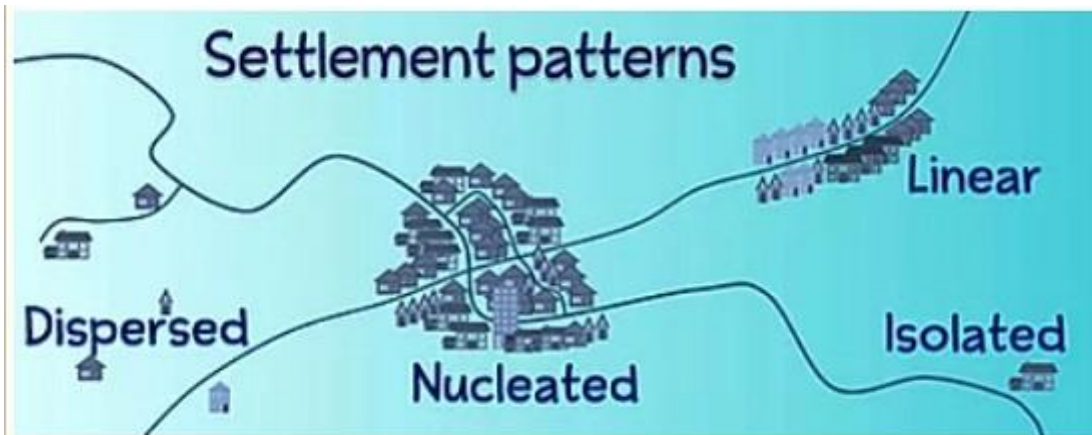 Settlement patterns
Linear
Dispersed
Isolated
Nucleated